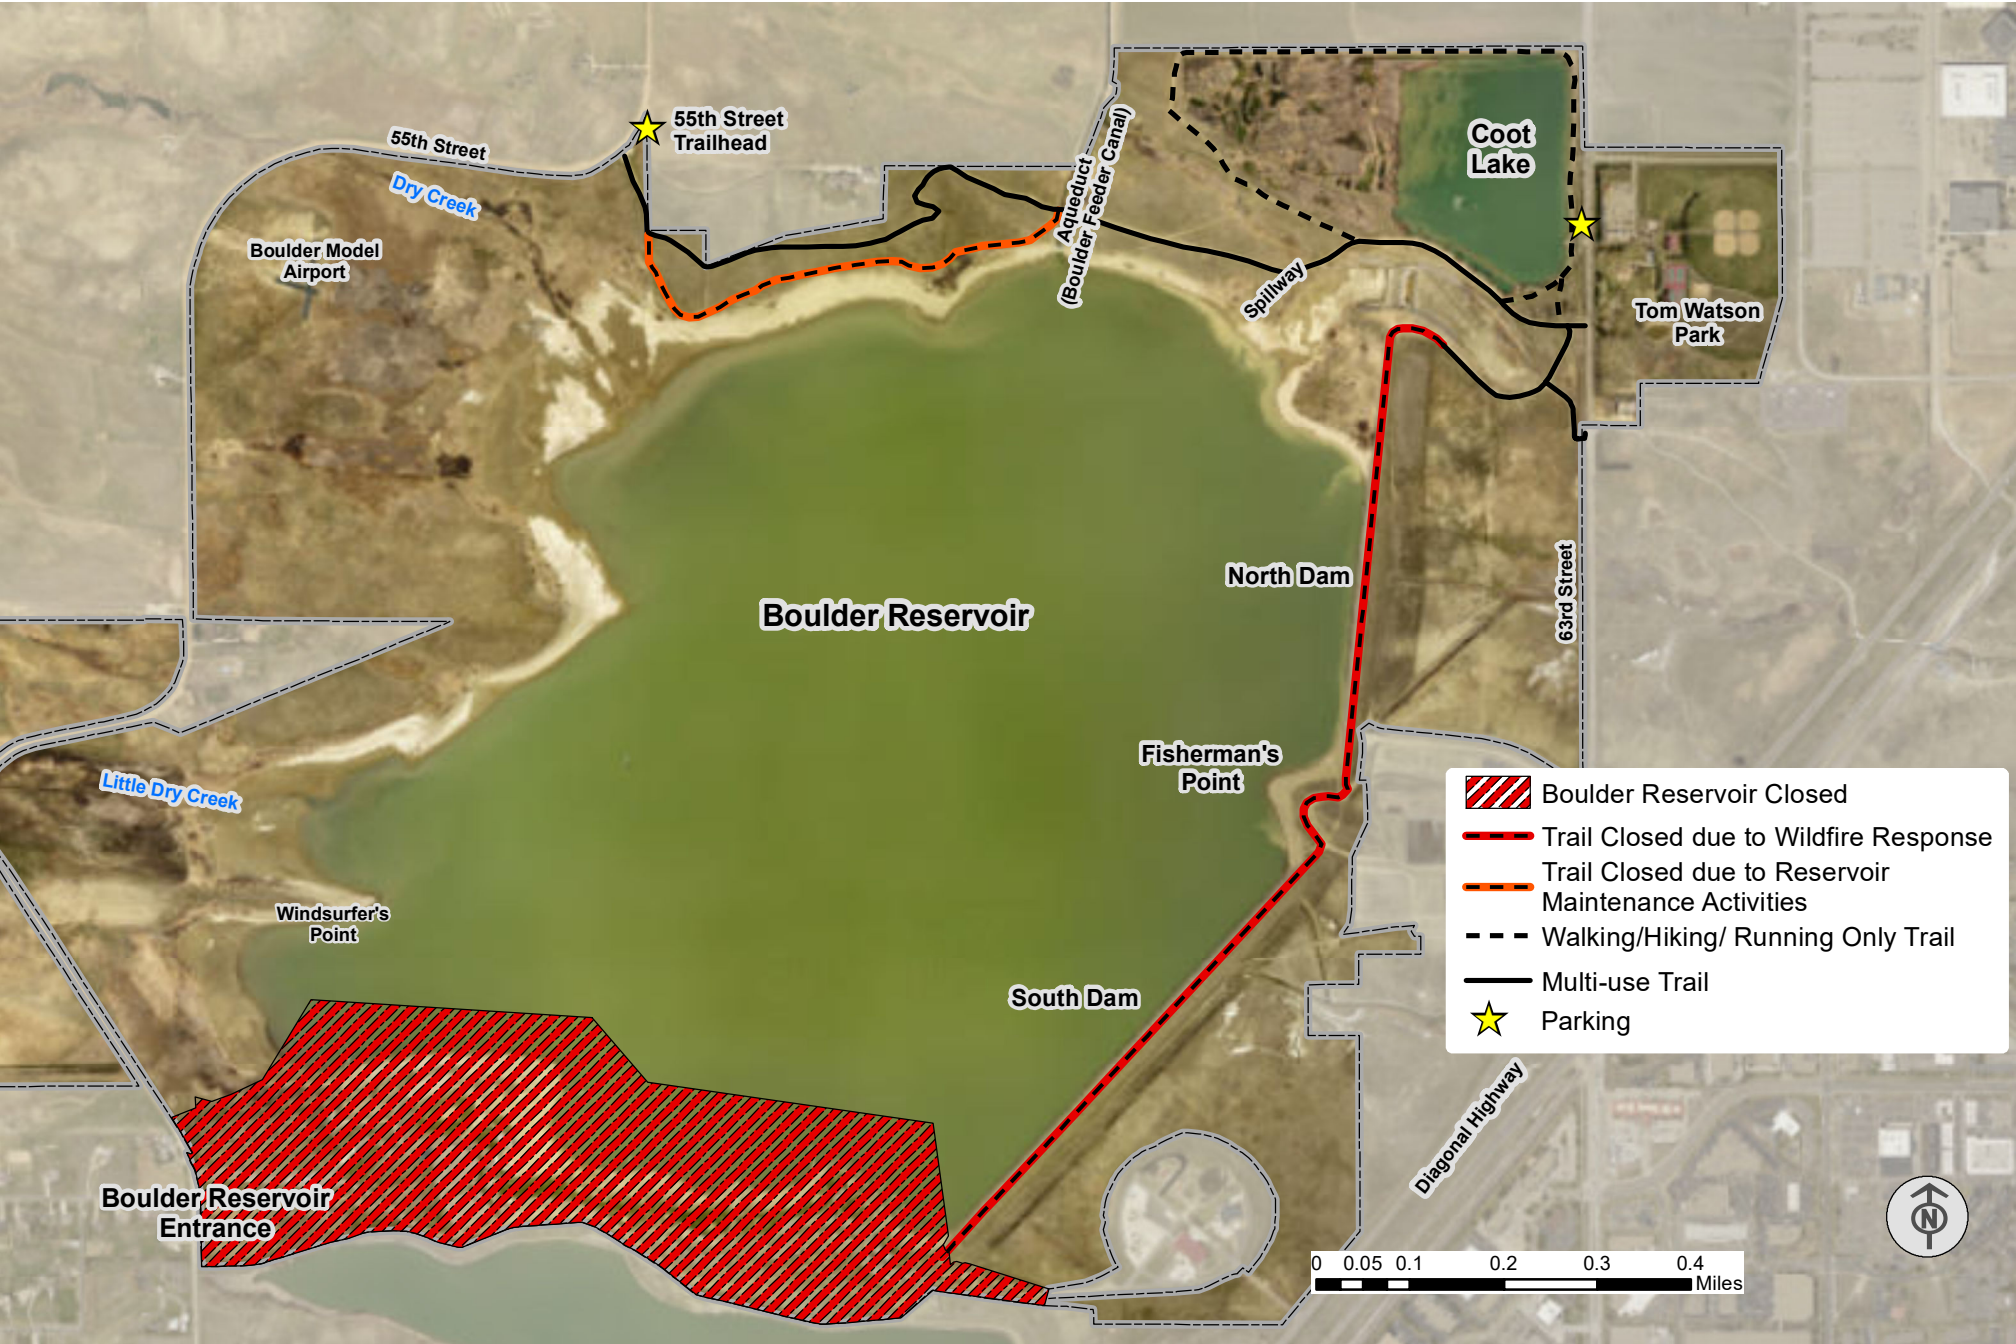 55th Street
Trailhead
55th Street
Dry Creek
Boulder Model
Airport
Aqueduct
(Boulder Feeder Canal)
Coot
Lake
Spillway
Tom Watson
Park
North Dam
63rd Street
Boulder Reservoir
Fisherman's
Point
Little Dry Creek
Windsurfer's
Point
South Dam
Boulder Reservoir
Entrance
Diagonal Highway
Boulder Reservoir Closed
Trail Closed due to Wildfire Response
Trail Closed due to Reservoir
Maintenance Activities
Walking/Hiking/ Running Only Trail
Multi-use Trail
Parking
N
0 0.05 0.1 0.2 0.3 0.4
Miles